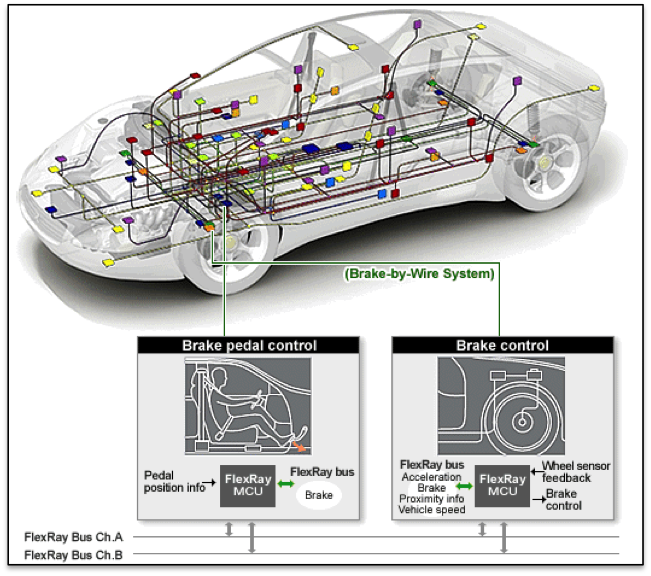 (Brake-by-Wire System)
Brake pedal control
Pedal
position info
FlexRay
MCU
FlexRay bus
Brake
Brake control
FlexRay bus
Acceleration
Brake
Proximity info
Vehicle speed
FlexRay
MCU
Wheel sensor
feedback
Brake
control
FlexRay Bus Ch.A
FlexRay Bus Ch.B